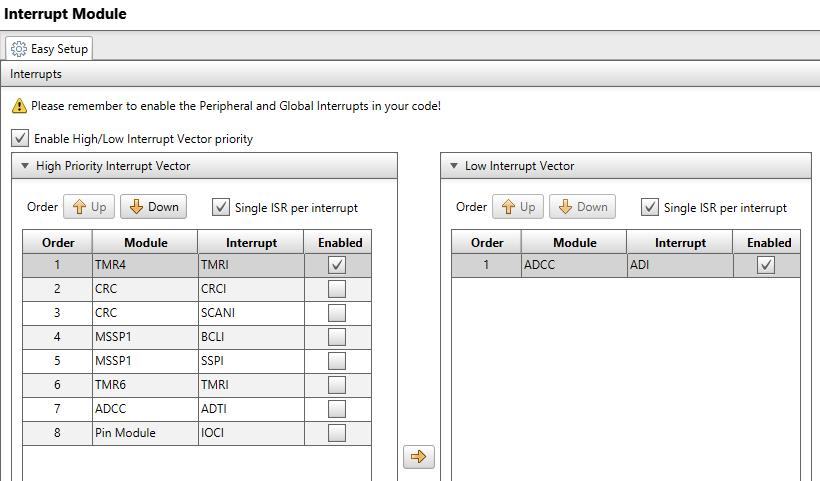 Interrupt Module
Easy Setup
Interrupts
Please remember to enable the Peripheral and Global Interrupts in your code!
Enable High/Low Interrupt Vector priority
High Priority Interrupt Vector
Order Up Down Single ISR per interrupt
Order Module Interrupt Enabled
1 TMR4 TMRI
2 CRC CRCI
3 CRC SCANI
4 MSSP1 BCLI
5 MSSP1 SSPI
6 TMR6 TMRI
7 ADCC ADTI
8 Pin Module IOCI
Low Interrupt Vector
Order Up Down Single ISR per interrupt
Order Module Interrupt Enabled
1 ADCC ADI